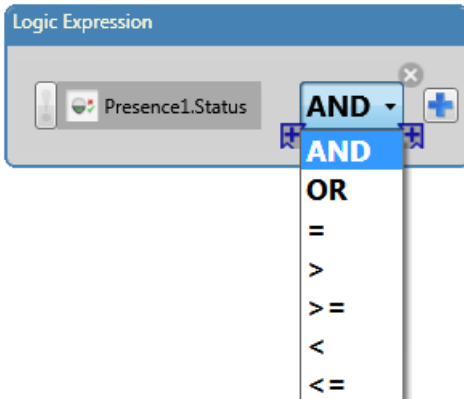 Logic Expression
Presence1.Status AND
AND
OR
=
>
>=
<
<=